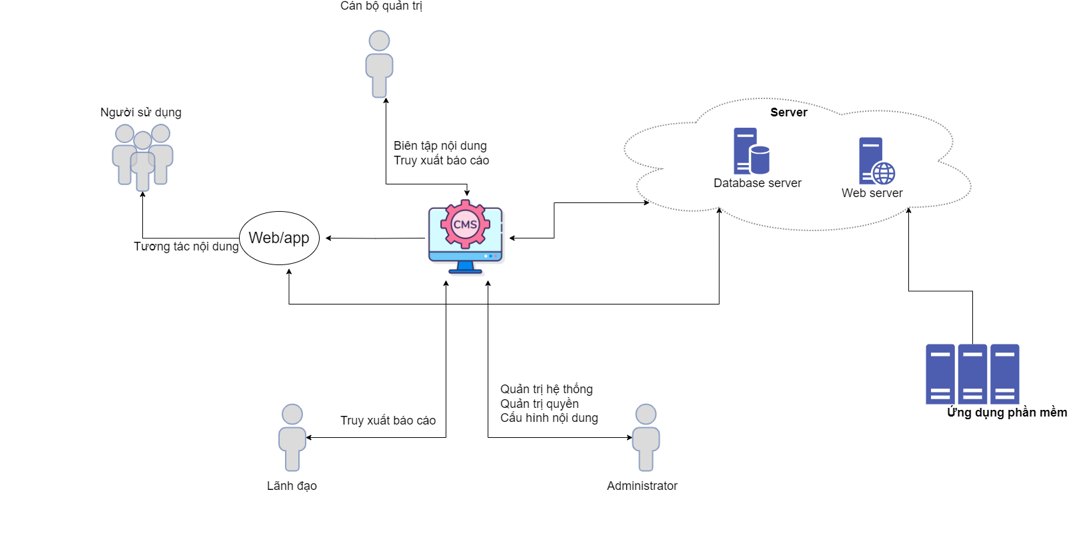 Cán bộ quản trị
Người sử dụng
Biên tập nội dung
Truy xuất báo cáo
Server
Database server
Web server
CMS
Web/app
Tương tác nội dung
Quản trị hệ thống
Quản trị quyền
Cấu hình nội dung
Truy xuất báo cáo
Ứng dụng phần mềm
Lãnh đạo
Administrator